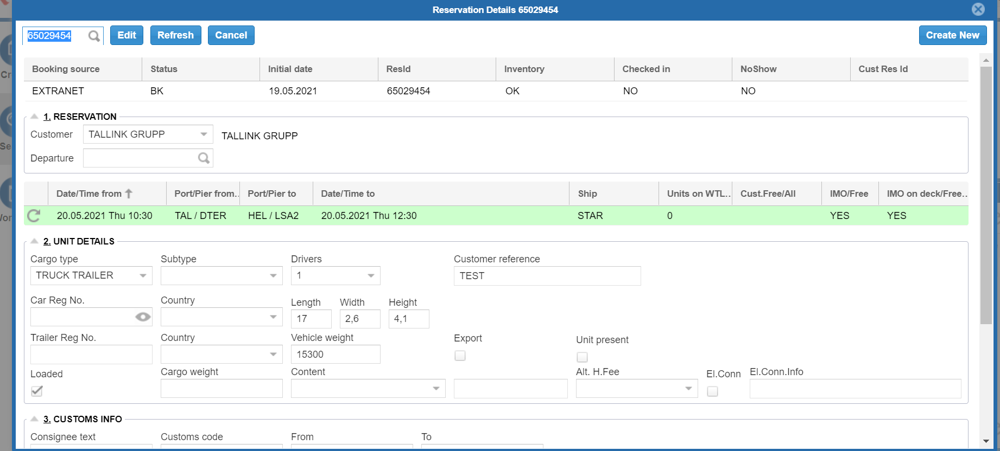 Reservation Details 65029454
65029454 Edit Refresh Cancel Create New
Booking source Status Initial date ResId Inventory Checked in NoShow Cust Res Id
EXTRANET BK 19.05.2021 65029454 OK NO NO
1. RESERVATION
Customer TALLINK GRUPP TALLINK GRUPP
Departure
Date/Time from Port/Pier from.. Port/Pier to Date/Time to Ship Units on WTL.. Cust.Free/All IMO/Free IMO on deck/Free..
20.05.2021 Thu 10:30 TAL / DTER HEL / LSA2 20.05.2021 Thu 12:30 STAR 0 YES YES
2. UNIT DETAILS
Cargo type Subtype Drivers Customer reference
TRUCK TRAILER 1 TEST
Car Reg No. Country Length Width Height
17 2,6 4,1
Trailer Reg No. Country Vehicle weight Export Unit present
15300
Loaded Cargo weight Content Alt. H.Fee El.Conn El.Conn.Info
3. CUSTOMS INFO
Consignee text Customs code From To
Cr
Se